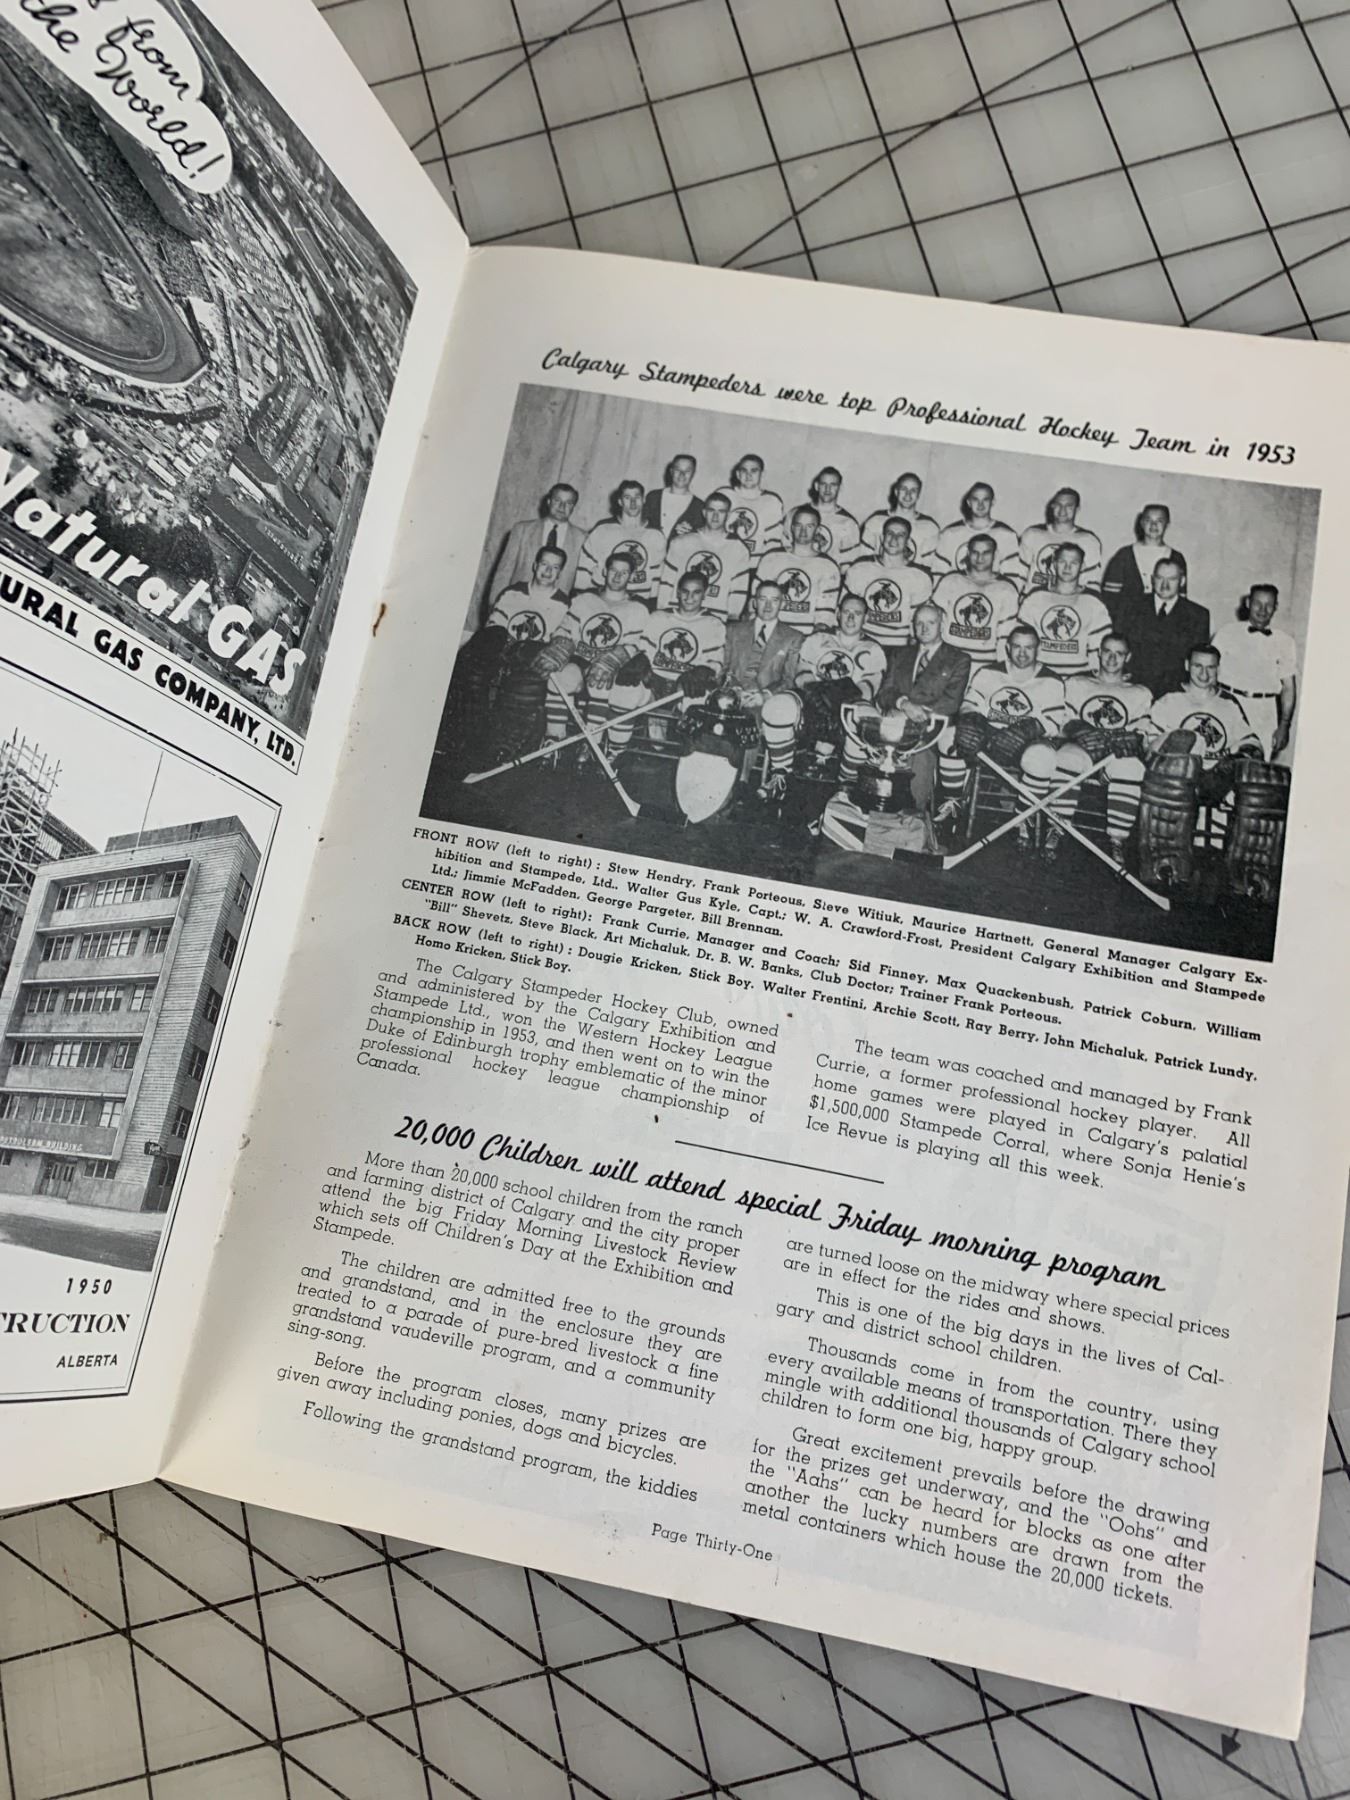 from
the World!
Natural GAS
URAL GAS COMPANY, LTD.
PETROLEUM BUILDING
1950
RUCTION
ALBERTA
Calgary Stampeders were top Professional Hockey Team in 1953
FRONT ROW (left to right) : Stew Hendry, Frank Porteous, Steve Witiuk, Maurice Hartnett, General Manager Calgary Ex-
hibition and Stampede, Ltd., Walter Gus Kyle, Capt.; W. A. Crawford-Frost, President Calgary Exhibition and Stampede
Ltd.; Jimmie McFadden, George Pargeter, Bill Brennan.
CENTER ROW (left to right): Frank Currie, Manager and Coach; Sid Finney, Max Quackenbush, Patrick Coburn, William
"Bill" Shevetz, Steve Black, Art Michaluk, Dr. B. W. Banks, Club Doctor; Trainer Frank Porteous.
BACK ROW (left to right) : Dougie Kricken, Stick Boy, Walter Frentini, Archie Scott, Ray Berry, John Michaluk, Patrick Lundy,
Homo Kricken, Stick Boy.
The Calgary Stampeder Hockey Club, owned
and administered by the Calgary Exhibition and
Stampede Ltd., won the Western Hockey League
championship in 1953, and then went on to win the
Duke of Edinburgh trophy emblematic of the minor
professional hockey league championship of
Canada.
The team was coached and managed by Frank
Currie, a former professional hockey player. All
home games were played in Calgary's palatial
$1,500,000 Stampede Corral, where Sonja Henie's
Ice Revue is playing all this week.
20,000 Children will attend special Friday morning program
More than 20,000 school children from the ranch
and farming district of Calgary and the city proper
attend the big Friday Morning Livestock Review
which sets off Children's Day at the Exhibition and
Stampede.
The children are admitted free to the grounds
and grandstand, and in the enclosure they are
treated to a parade of pure-bred livestock a fine
grandstand vaudeville program, and a community
sing-song.
Before the program closes, many prizes are
given away including ponies, dogs and bicycles.
Following the grandstand program, the kiddies
are turned loose on the midway where special prices
are in effect for the rides and shows.
This is one of the big days in the lives of Cal-
gary and district school children.
Thousands come in from the country, using
every available means of transportation. There they
mingle with additional thousands of Calgary school
children to form one big, happy group.
Great excitement prevails before the drawing
for the prizes get underway, and the "Oohs" and
the "Aahs" can be heard for blocks as one after
another the lucky numbers are drawn from the
metal containers which house the 20,000 tickets.
Page Thirty-One